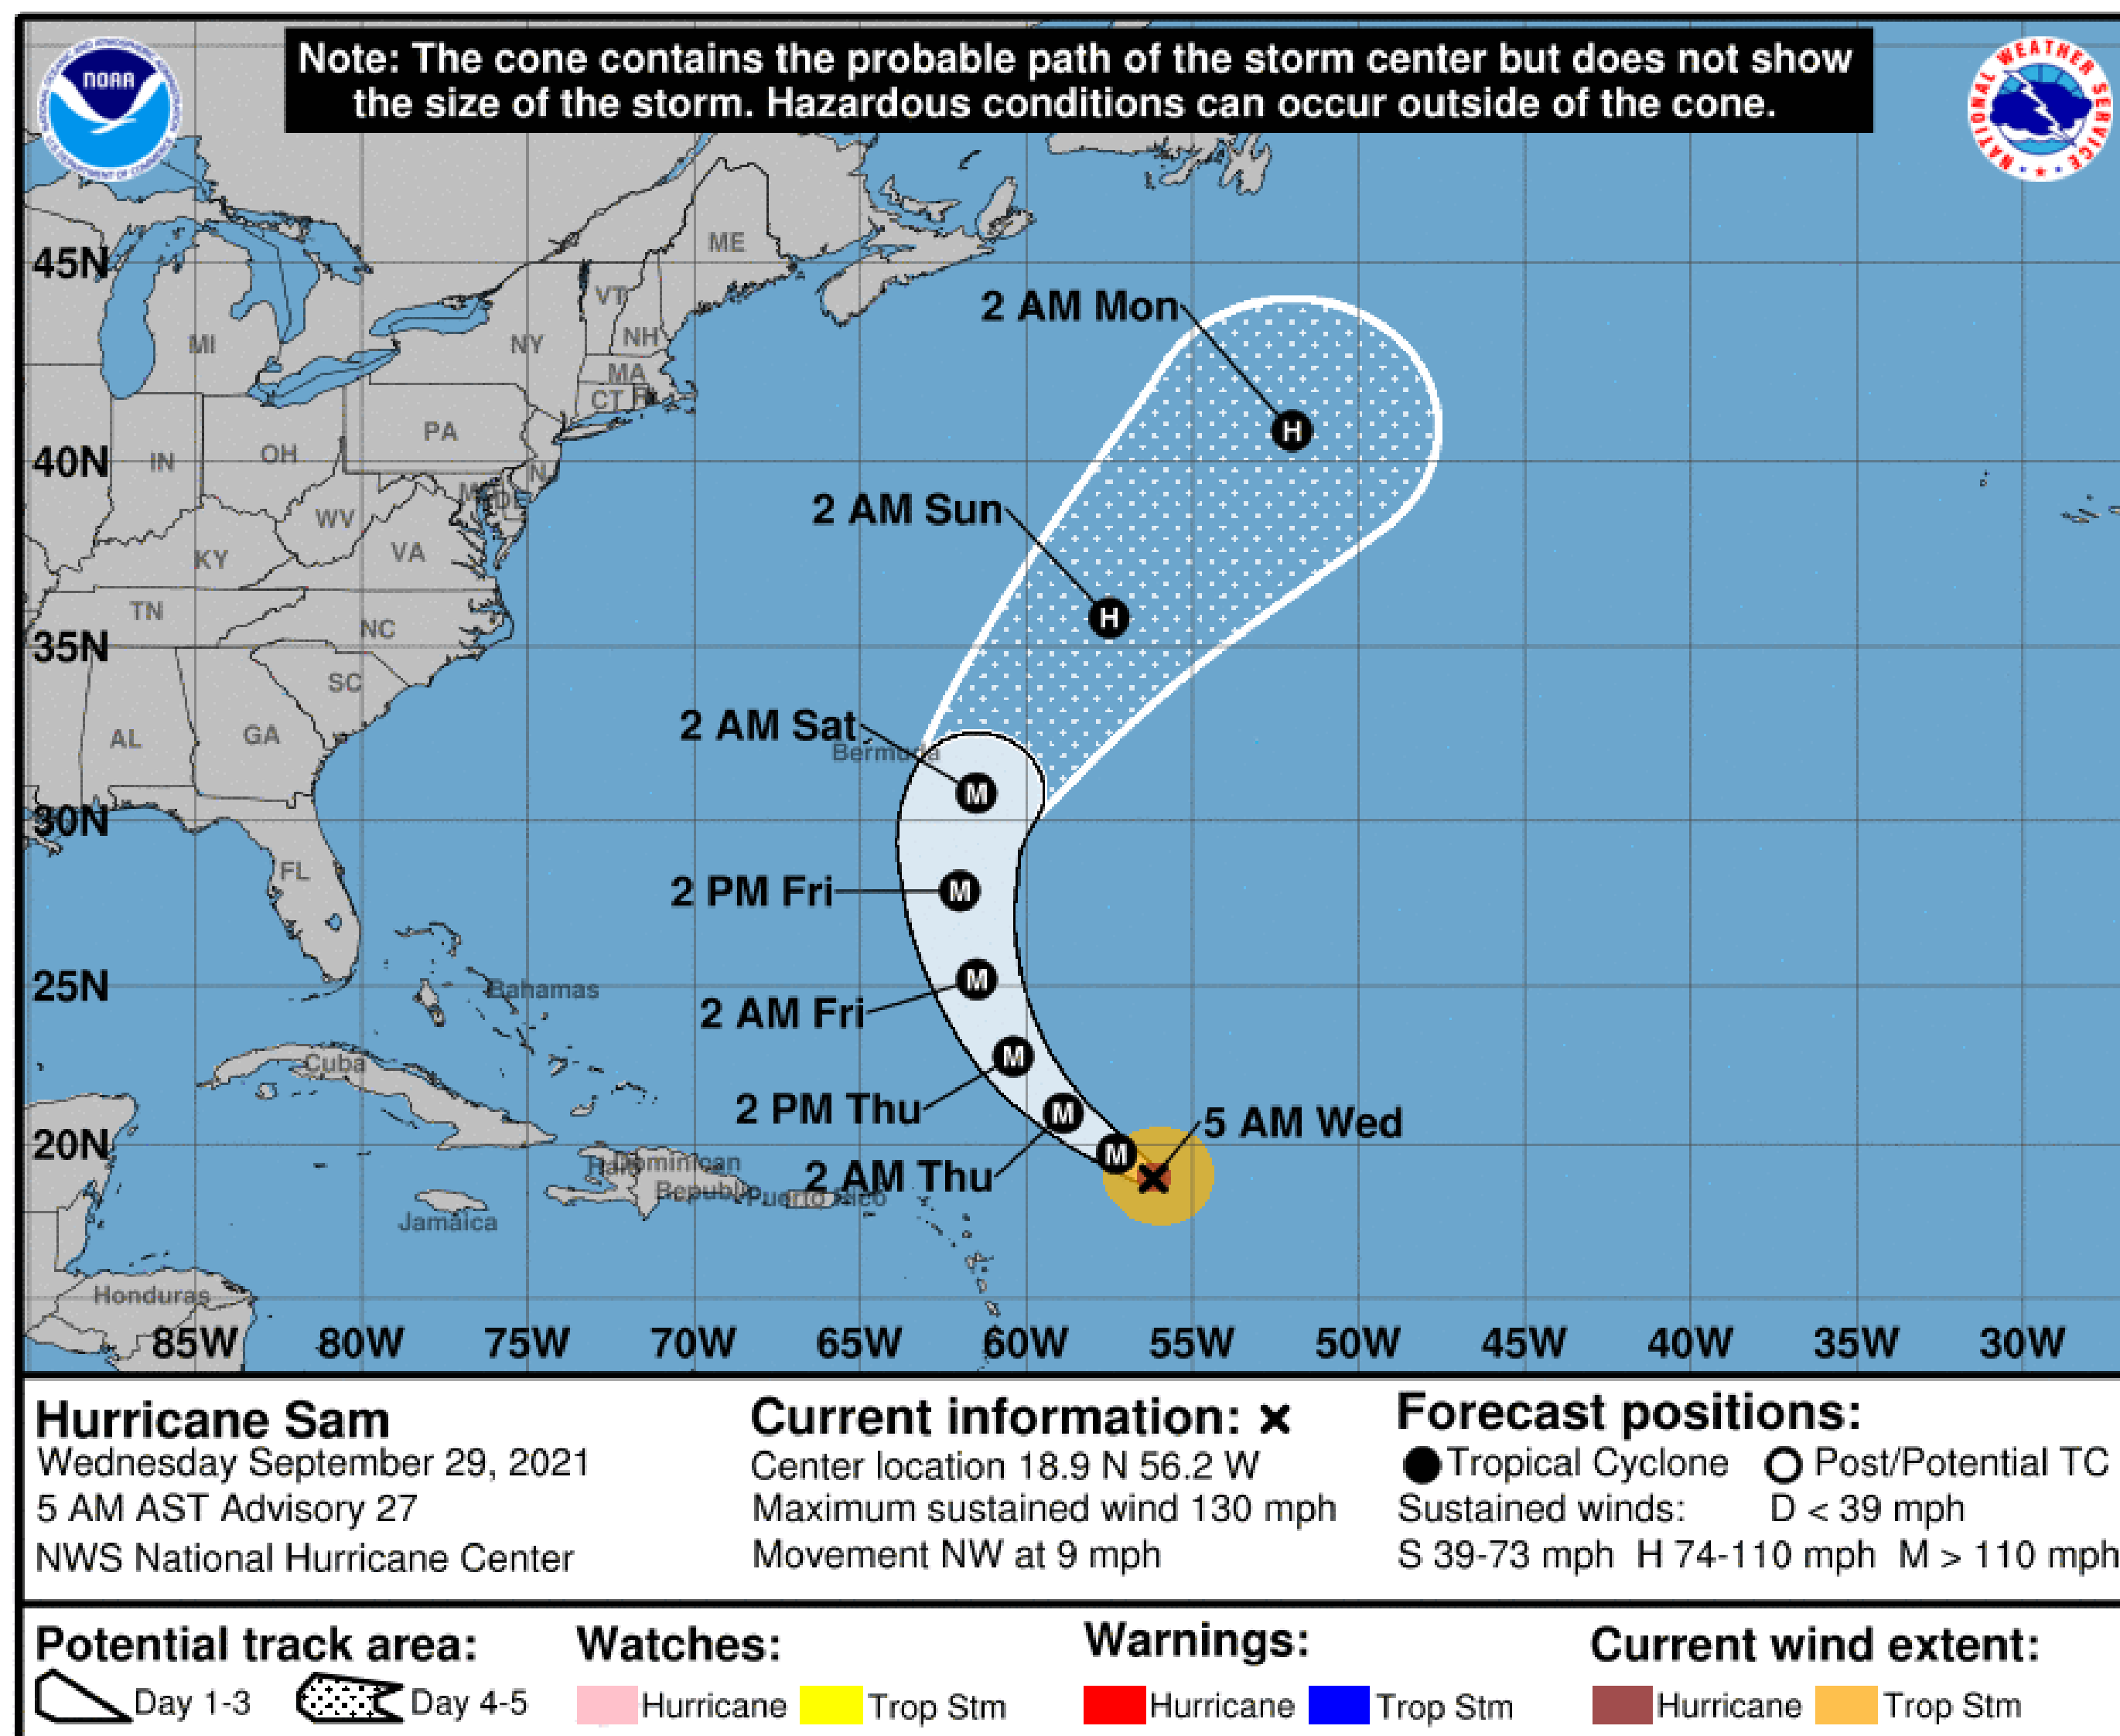 Note: The cone contains the probable path of the storm center but does not show
the size of the storm. Hazardous conditions can occur outside of the cone.
NOAA
NATIONAL WEATHER SERVICE
ME
45N
2 AM Mon
VT
NH
MI
NY
MA
CT
PA
OH
IN
40N
2 AM Sun
WV
VA
KY
TN
NC
35N
SC
2 AM Sat
AL
GA
Bermuda
30N
FL
2 PM Fri
25N
Bahamas
2 AM Fri
Cuba
2 PM Thu
5 AM Wed
20N
Dominican
2 AM Thu
Republic
Puerto Rico
Jamaica
Honduras
H
H
M
M
M
M
M
M
85W 80W 75W 70W 65W 60W 55W 50W 45W 40W 35W 30W
Hurricane Sam
Wednesday September 29, 2021
5 AM AST Advisory 27
NWS National Hurricane Center
Current information: x
Center location 18.9 N 56.2 W
Maximum sustained wind 130 mph
Movement NW at 9 mph
Forecast positions:
Tropical Cyclone Post/Potential TC
Sustained winds: D < 39 mph
S 39-73 mph H 74-110 mph M > 110 mph
Potential track area:
Day 1-3 Day 4-5
Watches:
Hurricane Trop Stm
Warnings:
Hurricane Trop Stm
Current wind extent:
Hurricane Trop Stm